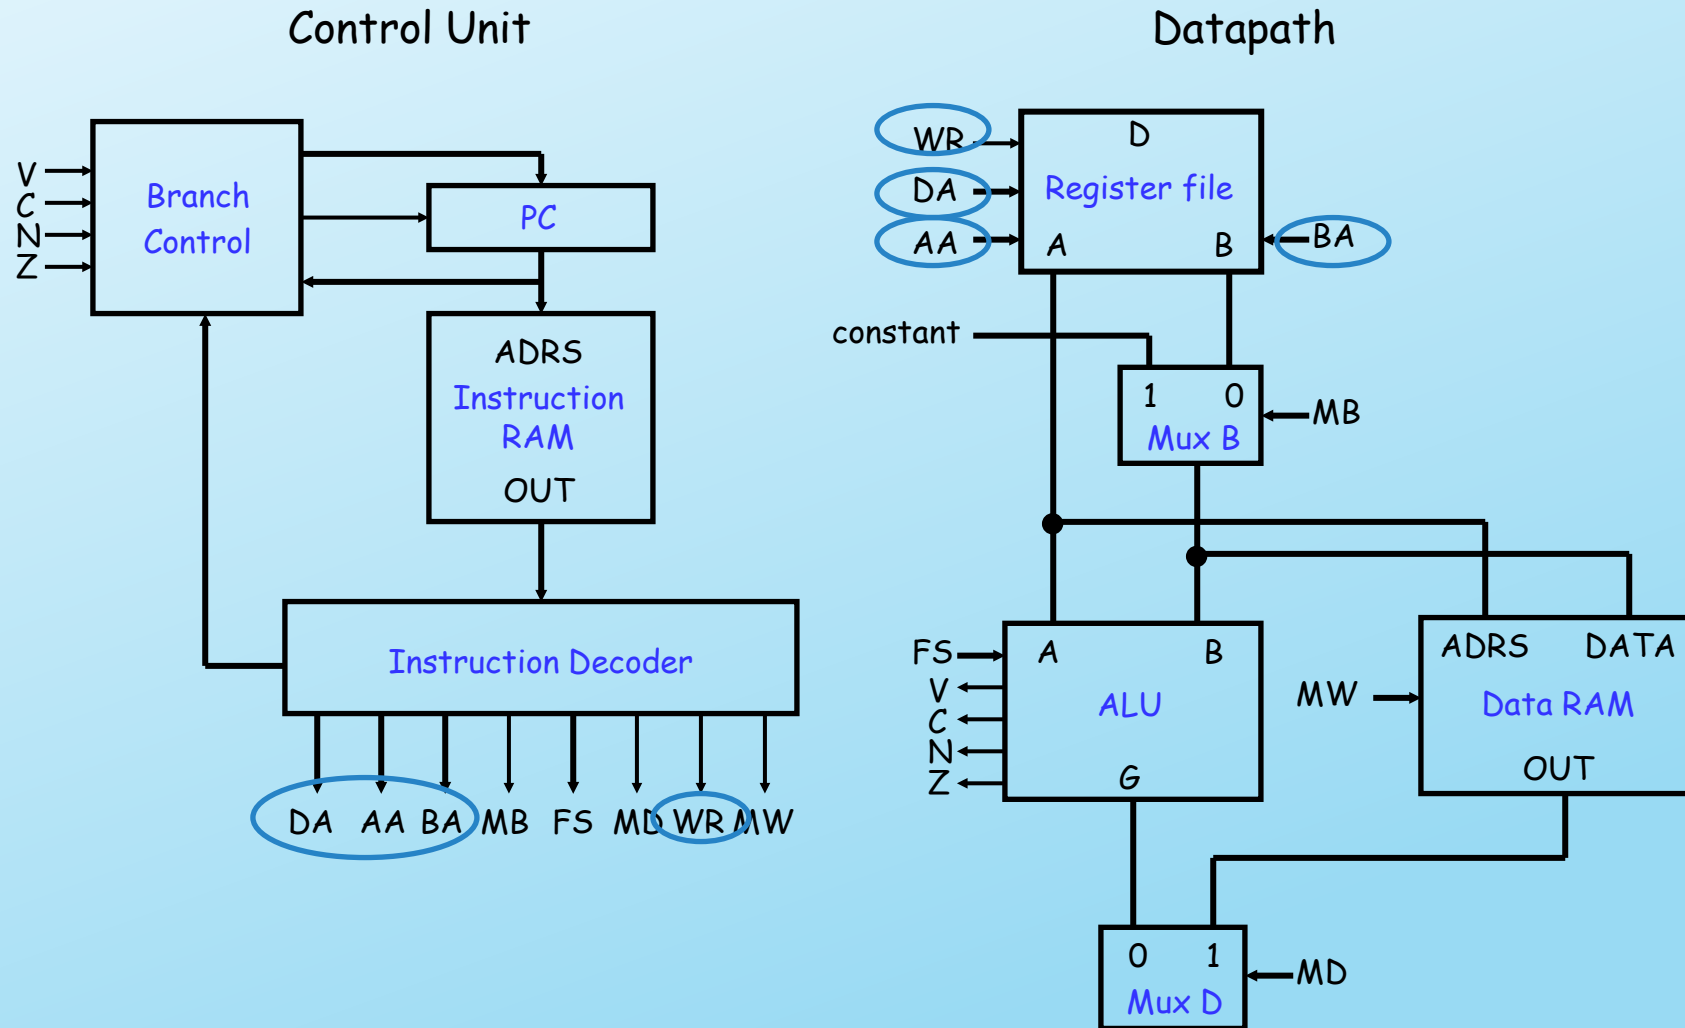 Control Unit
Datapath
V
C
N
Z
Branch
Control
PC
ADRS
Instruction
RAM
OUT
Instruction Decoder
DA AA BA MB FS MD WR MW
WR
DA
AA
D
Register file
A B
BA
constant
1 0
Mux B
MB
FS
V
C
N
Z
A B
ALU
G
MW
ADRS DATA
Data RAM
OUT
0 1
Mux D
MD